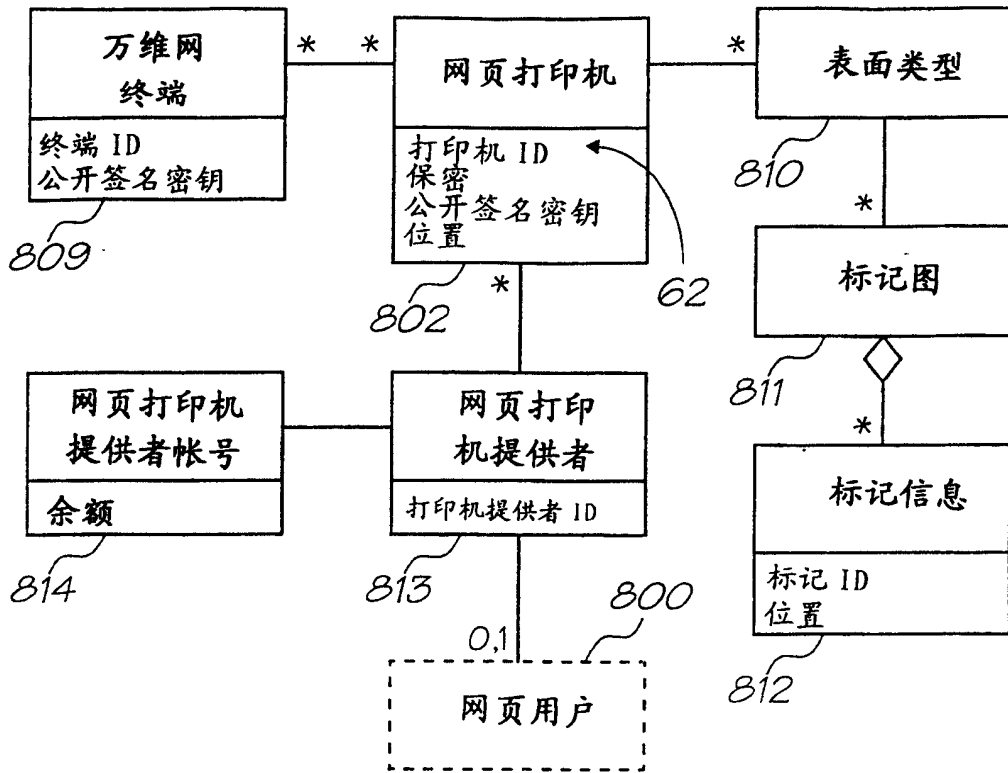 万维网
终端
终端 ID
公开签名密钥
809
* *
网页打印机
打印机 ID
保密
公开签名密钥
位置
802
62
*
表面类型
810
*
标记图
811
*
标记信息
标记 ID
位置
812
*
网页打印机
提供者帐号
余额
814
网页打印
机提供者
打印机提供者 ID
813
0,1
800
网页用户